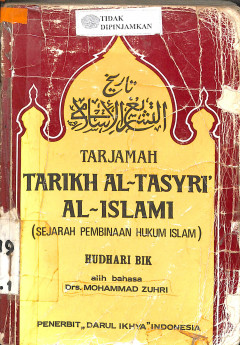 TIDAK
DIPINJAMKAN
تاريخ
التشريع الإسلامي
TARJAMAH
TARIKH AL-TASYRI'
AL-ISLAMI
(SEJARAH PEMBINAAN HUKUM ISLAM)
HUDHARI BIK
alih bahasa
Drs. MOHAMMAD ZUHRI
PENERBIT „DARUL IKHYA” INDONESIA